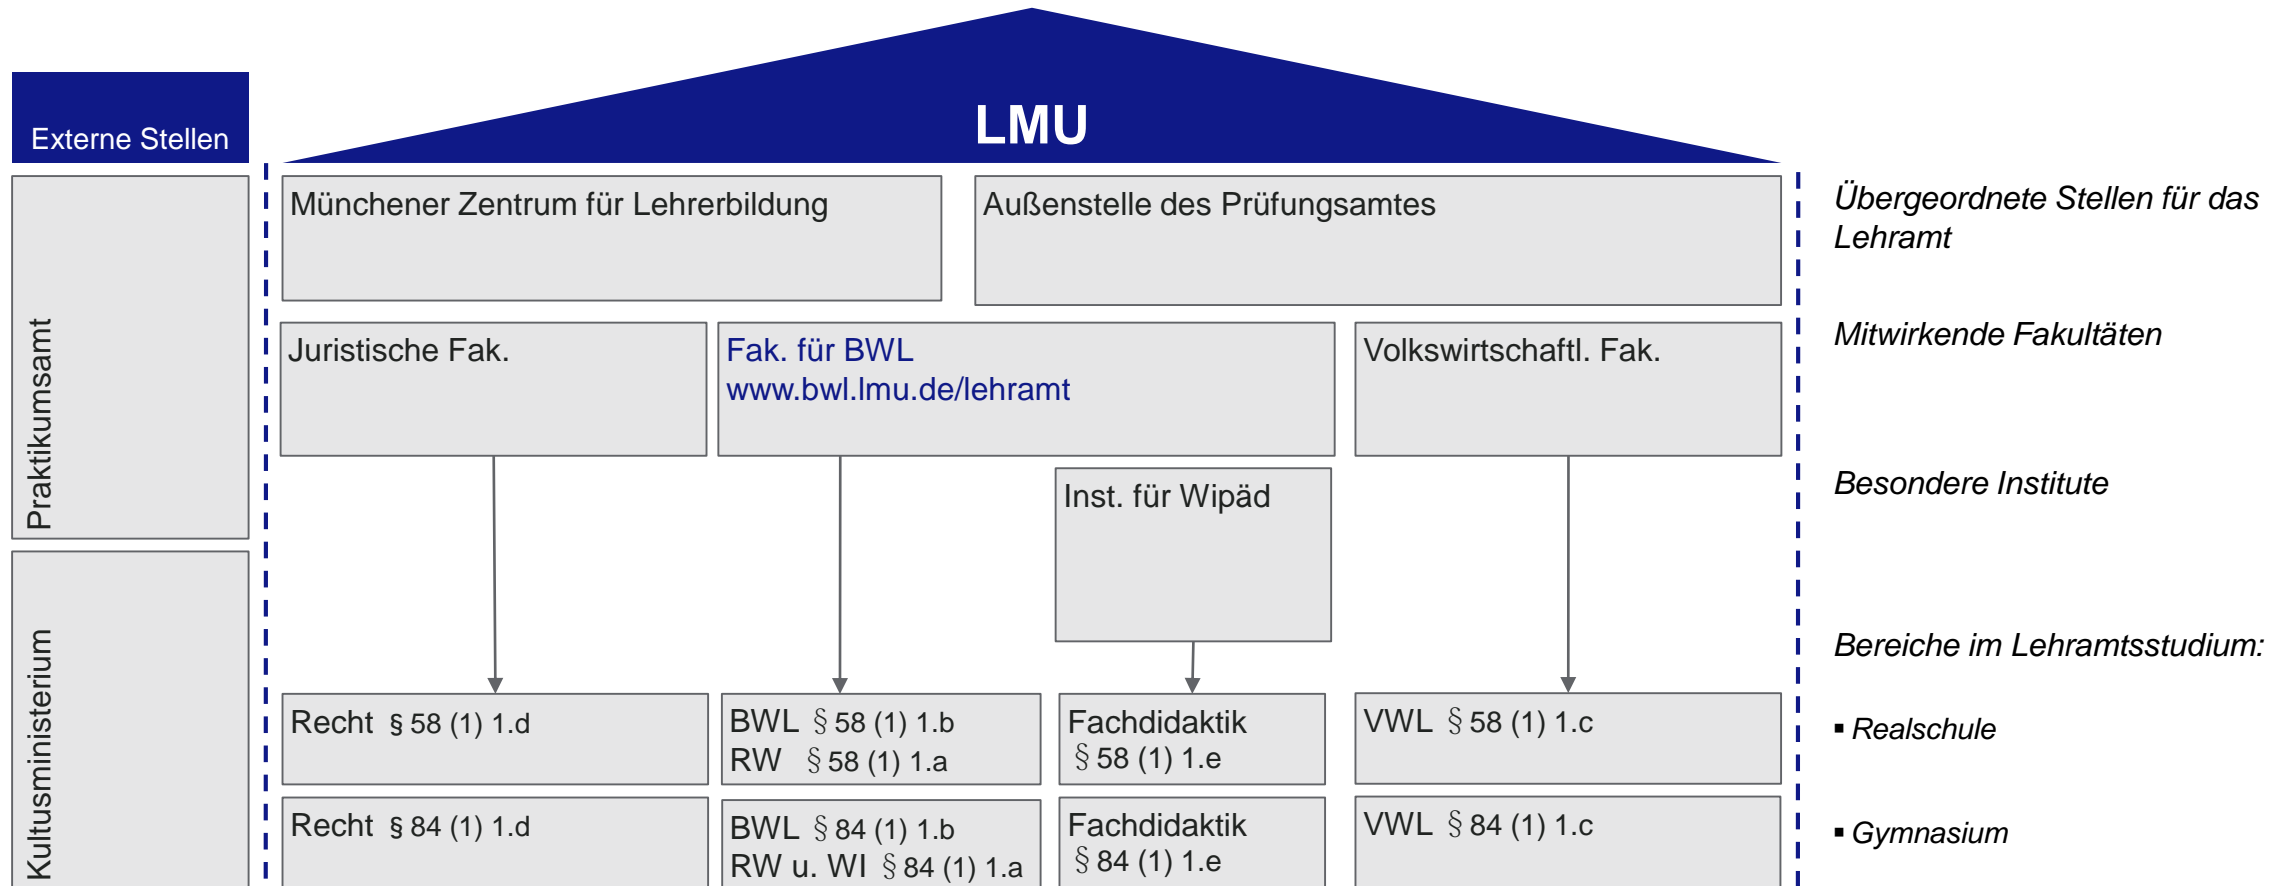 LMU
Externe Stellen
Praktikumsamt
Kultusministerium
Münchener Zentrum für Lehrerbildung
Außenstelle des Prüfungsamtes
Übergeordnete Stellen für das
Lehramt
Juristische Fak.
Fak. für BWL
www.bwl.lmu.de/lehramt
Volkswirtschaftl. Fak.
Mitwirkende Fakultäten
Inst. für Wipäd
Besondere Institute
Bereiche im Lehramtsstudium:
Recht § 58 (1) 1.d
BWL § 58 (1) 1.b
RW § 58 (1) 1.a
Fachdidaktik
§ 58 (1) 1.e
VWL § 58 (1) 1.c
▪ Realschule
Recht § 84 (1) 1.d
BWL § 84 (1) 1.b
RW u. WI § 84 (1) 1.a
Fachdidaktik
§ 84 (1) 1.e
VWL § 84 (1) 1.c
▪ Gymnasium